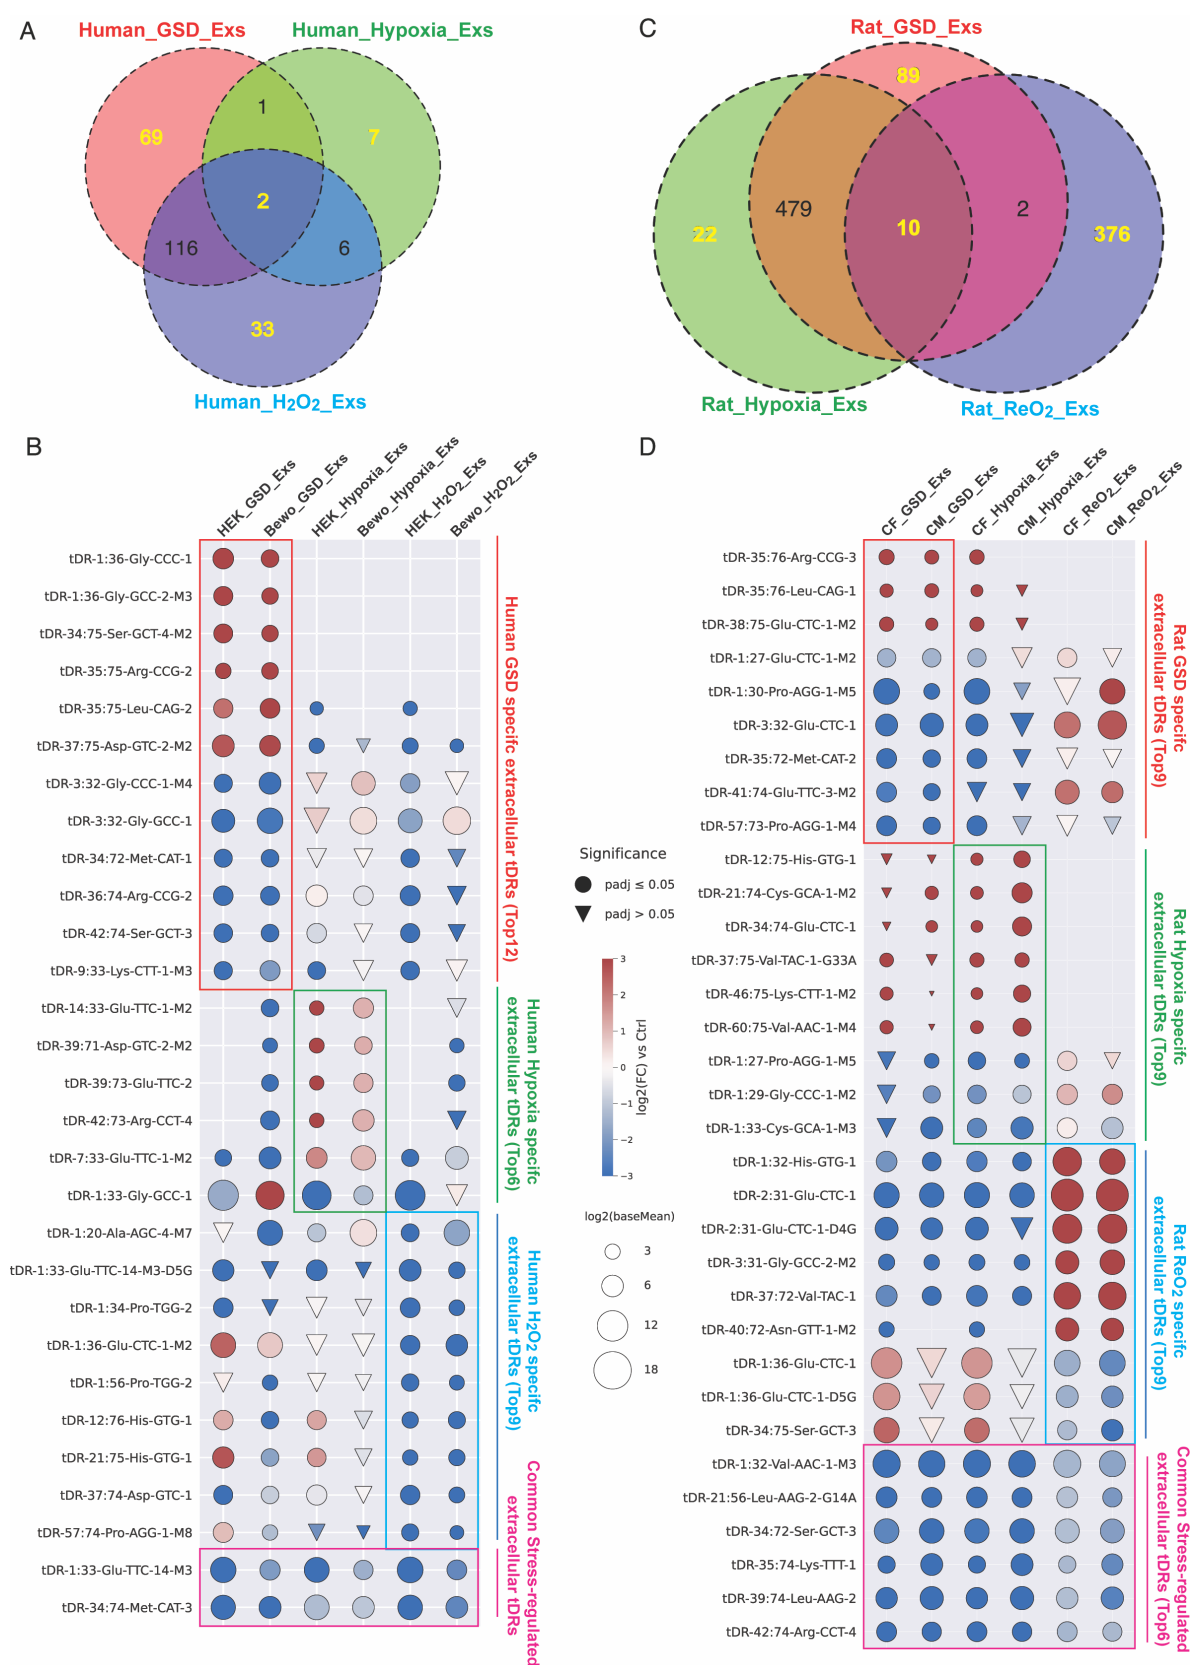 A
Human_GSD_Exs
Human_Hypoxia_Exs
1
69
7
2
116
6
33
Human_H₂O₂_Exs
C
Rat_GSD_Exs
89
479
2
22
10
376
Rat_Hypoxia_Exs
Rat_ReO₂_Exs
B
HEK_GSD_Exs
Bewo_GSD_Exs
HEK_Hypoxia_Exs
Bewo_Hypoxia_Exs
HEK_H₂O₂_Exs
Bewo_H₂O₂_Exs
tDR-1:36-Gly-CCC-1
tDR-1:36-Gly-GCC-2-M3
tDR-34:75-Ser-GCT-4-M2
tDR-35:75-Arg-CCG-2
tDR-35:75-Leu-CAG-2
tDR-37:75-Asp-GTC-2-M2
tDR-3:32-Gly-CCC-1-M4
tDR-3:32-Gly-GCC-1
tDR-34:72-Met-CAT-1
tDR-36:74-Arg-CCG-2
tDR-42:74-Ser-GCT-3
tDR-9:33-Lys-CTT-1-M3
tDR-14:33-Glu-TTC-1-M2
tDR-39:71-Asp-GTC-2-M2
tDR-39:73-Glu-TTC-2
tDR-42:73-Arg-CCT-4
tDR-7:33-Glu-TTC-1-M2
tDR-1:33-Gly-GCC-1
tDR-1:20-Ala-AGC-4-M7
tDR-1:33-Glu-TTC-14-M3-D5G
tDR-1:34-Pro-TGG-2
tDR-1:36-Glu-CTC-1-M2
tDR-1:56-Pro-TGG-2
tDR-12:76-His-GTG-1
tDR-21:75-His-GTG-1
tDR-37:74-Asp-GTC-1
tDR-57:74-Pro-AGG-1-M8
tDR-1:33-Glu-TTC-14-M3
tDR-34:74-Met-CAT-3
Human GSD specifc extracellular tDRs (Top12)
Human Hypoxia specifc
extracellular tDRs (Top6)
Human H₂O₂ specifc
extracellular tDRs (Top9)
Common Stress-regulated
extracellular tDRs
Significance
padj ≤ 0.05
padj > 0.05
3
2
1
0
−1
−2
−3
log2(FC) vs Ctrl
log2(baseMean)
3
6
12
18
D
CF_GSD_Exs
CM_GSD_Exs
CF_Hypoxia_Exs
CM_Hypoxia_Exs
CF_ReO₂_Exs
CM_ReO₂_Exs
tDR-35:76-Arg-CCG-3
tDR-35:76-Leu-CAG-1
tDR-38:75-Glu-CTC-1-M2
tDR-1:27-Glu-CTC-1-M2
tDR-1:30-Pro-AGG-1-M5
tDR-3:32-Glu-CTC-1
tDR-35:72-Met-CAT-2
tDR-41:74-Glu-TTC-3-M2
tDR-57:73-Pro-AGG-1-M4
tDR-12:75-His-GTG-1
tDR-21:74-Cys-GCA-1-M2
tDR-34:74-Glu-CTC-1
tDR-37:75-Val-TAC-1-G33A
tDR-46:75-Lys-CTT-1-M2
tDR-60:75-Val-AAC-1-M4
tDR-1:27-Pro-AGG-1-M5
tDR-1:29-Gly-CCC-1-M2
tDR-1:33-Cys-GCA-1-M3
tDR-1:32-His-GTG-1
tDR-2:31-Glu-CTC-1
tDR-2:31-Glu-CTC-1-D4G
tDR-3:31-Gly-GCC-2-M2
tDR-37:72-Val-TAC-1
tDR-40:72-Asn-GTT-1-M2
tDR-1:36-Glu-CTC-1
tDR-1:36-Glu-CTC-1-D5G
tDR-34:75-Ser-GCT-3
tDR-1:32-Val-AAC-1-M3
tDR-21:56-Leu-AAG-2-G14A
tDR-34:72-Ser-GCT-3
tDR-35:74-Lys-TTT-1
tDR-39:74-Leu-AAG-2
tDR-42:74-Arg-CCT-4
Rat GSD specifc
extracellular tDRs (Top9)
Rat Hypoxia specifc
extracellular tDRs (Top9)
Rat ReO₂ specifc
extracellular tDRs (Top9)
Common Stress-regulated
extracellular tDRs (Top6)